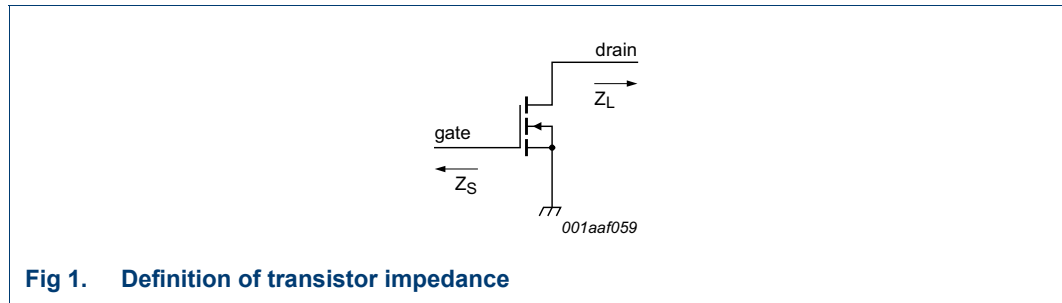 drain
Z_L
gate
Z_S
001aaf059
Fig 1. Definition of transistor impedance